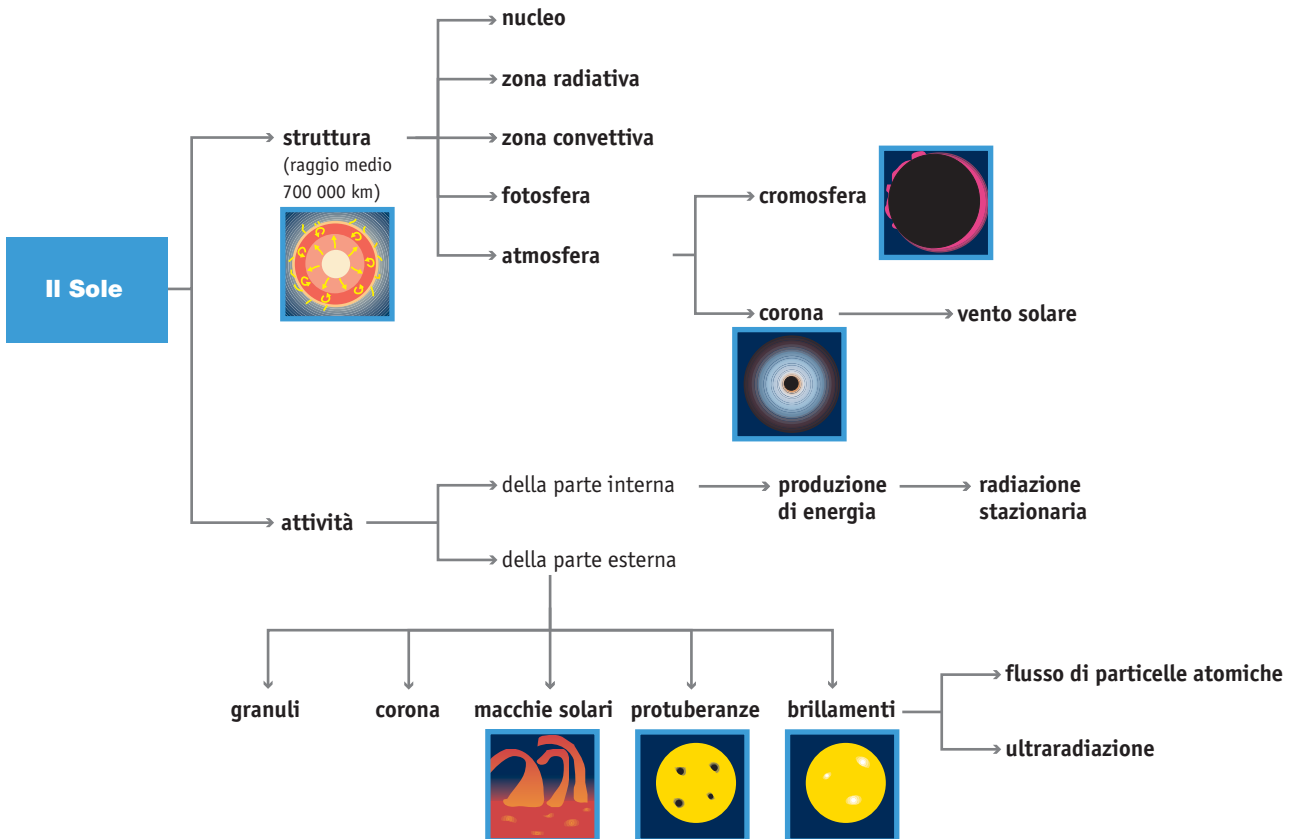 Il Sole
struttura
(raggio medio
700 000 km)
nucleo
zona radiativa
zona convettiva
fotosfera
atmosfera
cromosfera
corona
vento solare
attività
della parte interna
produzione
di energia
radiazione
stazionaria
della parte esterna
granuli
corona
macchie solari
protuberanze
brillamenti
flusso di particelle atomiche
ultraradiazione